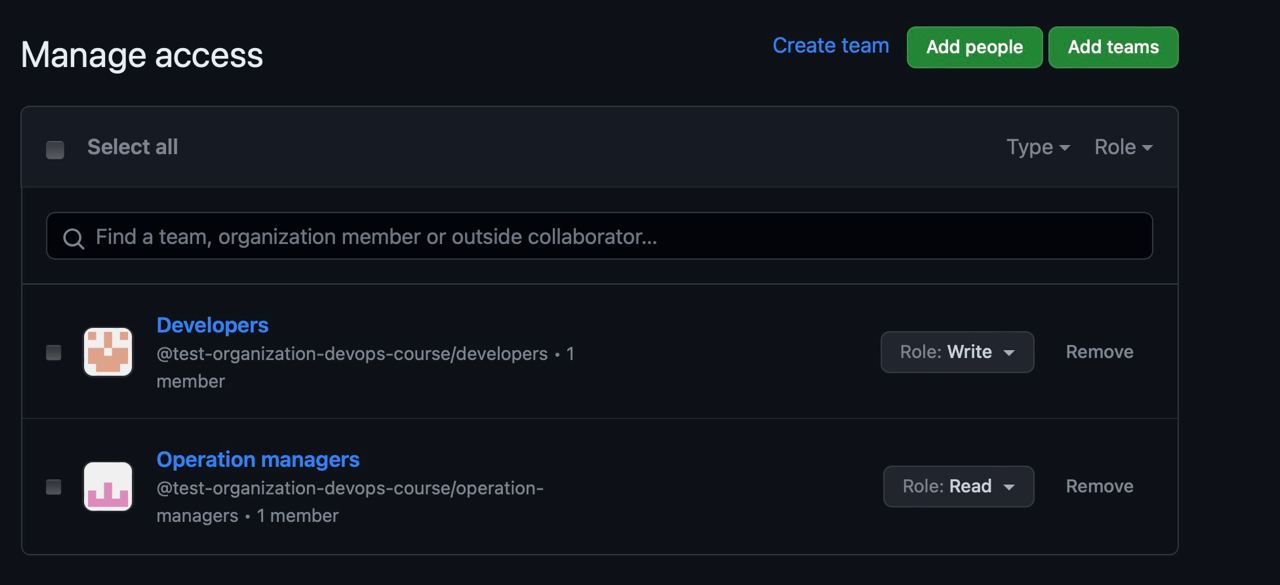 Manage access
Create team
Add people
Add teams
Select all
Type
Role
Find a team, organization member or outside collaborator...
Developers
@test-organization-devops-course/developers • 1
member
Role: Write
Remove
Operation managers
@test-organization-devops-course/operation-
managers • 1 member
Role: Read
Remove